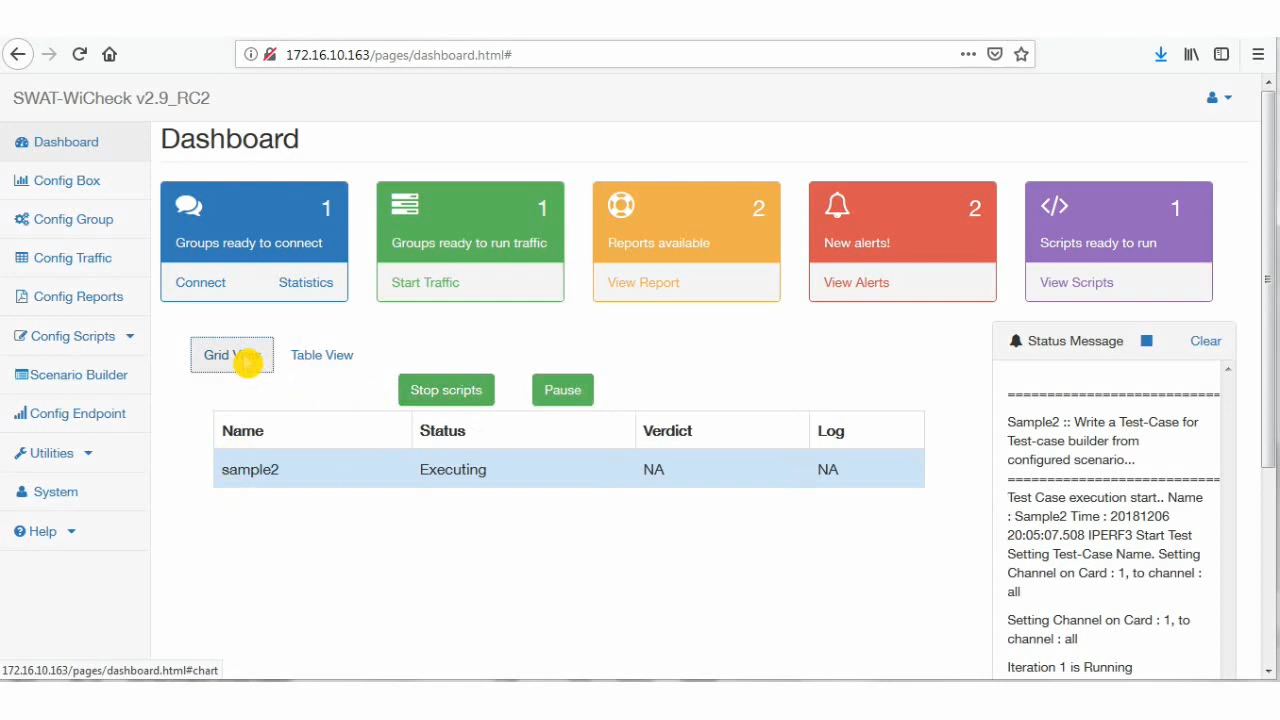 172.16.10.163/pages/dashboard.html#
SWAT-WiCheck v2.9_RC2
Dashboard
Config Box
Config Group
Config Traffic
Config Reports
Config Scripts
Scenario Builder
Config Endpoint
Utilities
System
Help
Dashboard
1
Groups ready to connect
Connect Statistics
1
Groups ready to run traffic
Start Traffic
2
Reports available
View Report
2
New alerts!
View Alerts
1
Scripts ready to run
View Scripts
Grid View Table View
Stop scripts Pause
Name Status Verdict Log
sample2 Executing NA NA
Status Message Clear
===========================
Sample2 :: Write a Test-Case for
Test-case builder from
configured scenario...
===========================
Test Case execution start.. Name
: Sample2 Time : 20181206
20:05:07.508 IPERF3 Start Test
Setting Test-Case Name. Setting
Channel on Card : 1, to channel :
all
Setting Channel on Card : 1, to
channel : all
Iteration 1 is Running
172.16.10.163/pages/dashboard.html#chart